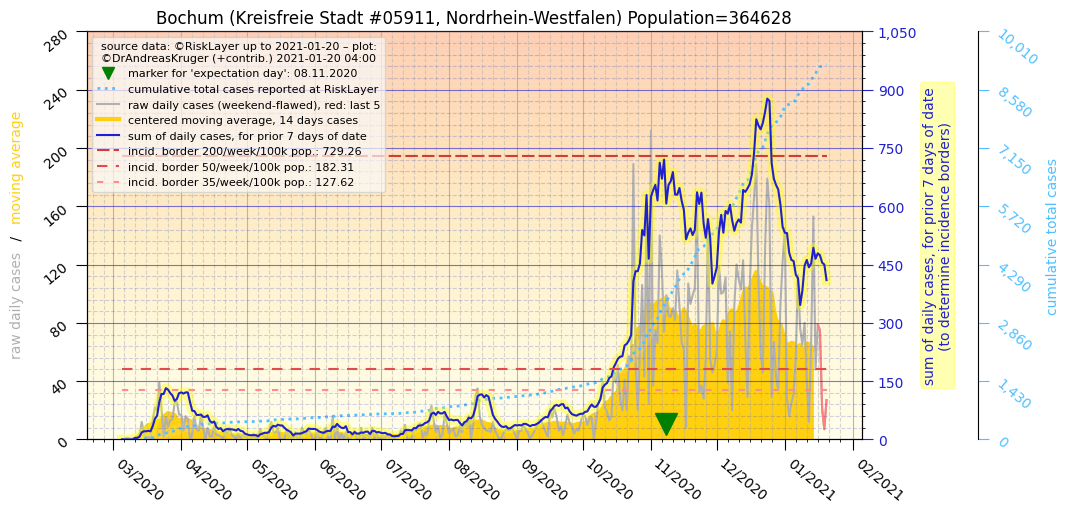 Bochum (Kreisfreie Stadt #05911, Nordrhein-Westfalen) Population=364628
source data: ©RiskLayer up to 2021-01-20 – plot:
©DrAndreasKruger (+contrib.) 2021-01-20 04:00
marker for 'expectation day': 08.11.2020
cumulative total cases reported at RiskLayer
raw daily cases (weekend-flawed), red: last 5
centered moving average, 14 days cases
sum of daily cases, for prior 7 days of date
incid. border 200/week/100k pop.: 729.26
incid. border 50/week/100k pop.: 182.31
incid. border 35/week/100k pop.: 127.62
raw daily cases / moving average
280
240
200
160
120
80
40
0
03/2020
04/2020
05/2020
06/2020
07/2020
08/2020
09/2020
10/2020
11/2020
12/2020
01/2021
02/2021
1,050
900
750
600
450
300
150
0
sum of daily cases, for prior 7 days of date
(to determine incidence borders)
10,010
8,580
7,150
5,720
4,290
2,860
1,430
0
cumulative total cases